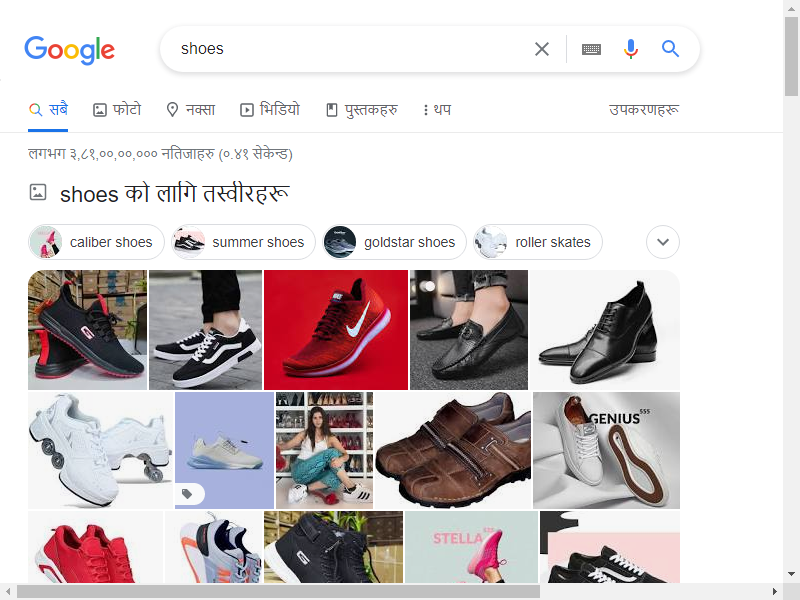 Google
shoes
सबै फोटो नक्सा भिडियो पुस्तकहरु थप उपकरणहरू
लगभग ३,८१,००,००,००० नतिजाहरु (०.४१ सेकेन्ड)
shoes को लागि तस्वीरहरू
caliber shoes summer shoes goldstar shoes roller skates
GENIUS
STELLA